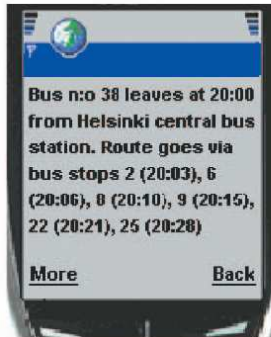 Bus n:o 38 leaves at 20:00
from Helsinki central bus
station. Route goes via
bus stops 2 (20:03), 6
(20:06), 8 (20:10), 9 (20:15),
22 (20:21), 25 (20:28)
More Back